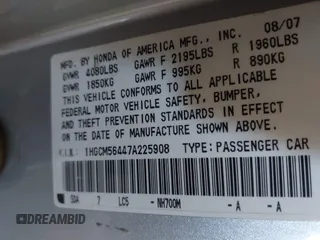 MFD. BY HONDA OF AMERICA MFG., INC. 08/07
GVWR 4080LBS GAWR F 2195LBS R 1960LBS
GVWR 1850KG GAWR F 995KG R 890KG
THIS VEHICLE CONFORMS TO ALL APPLICABLE
FEDERAL MOTOR VEHICLE SAFETY, BUMPER,
AND THEFT PREVENTION STANDARDS IN EFFECT
ON THE DATE OF MANUFACTURE SHOWN ABOVE.
V.I.N. 1HGCM56447A225908 TYPE: PASSENGER CAR
SDA 7 LCS - NH700M - A - A
DREAMBID